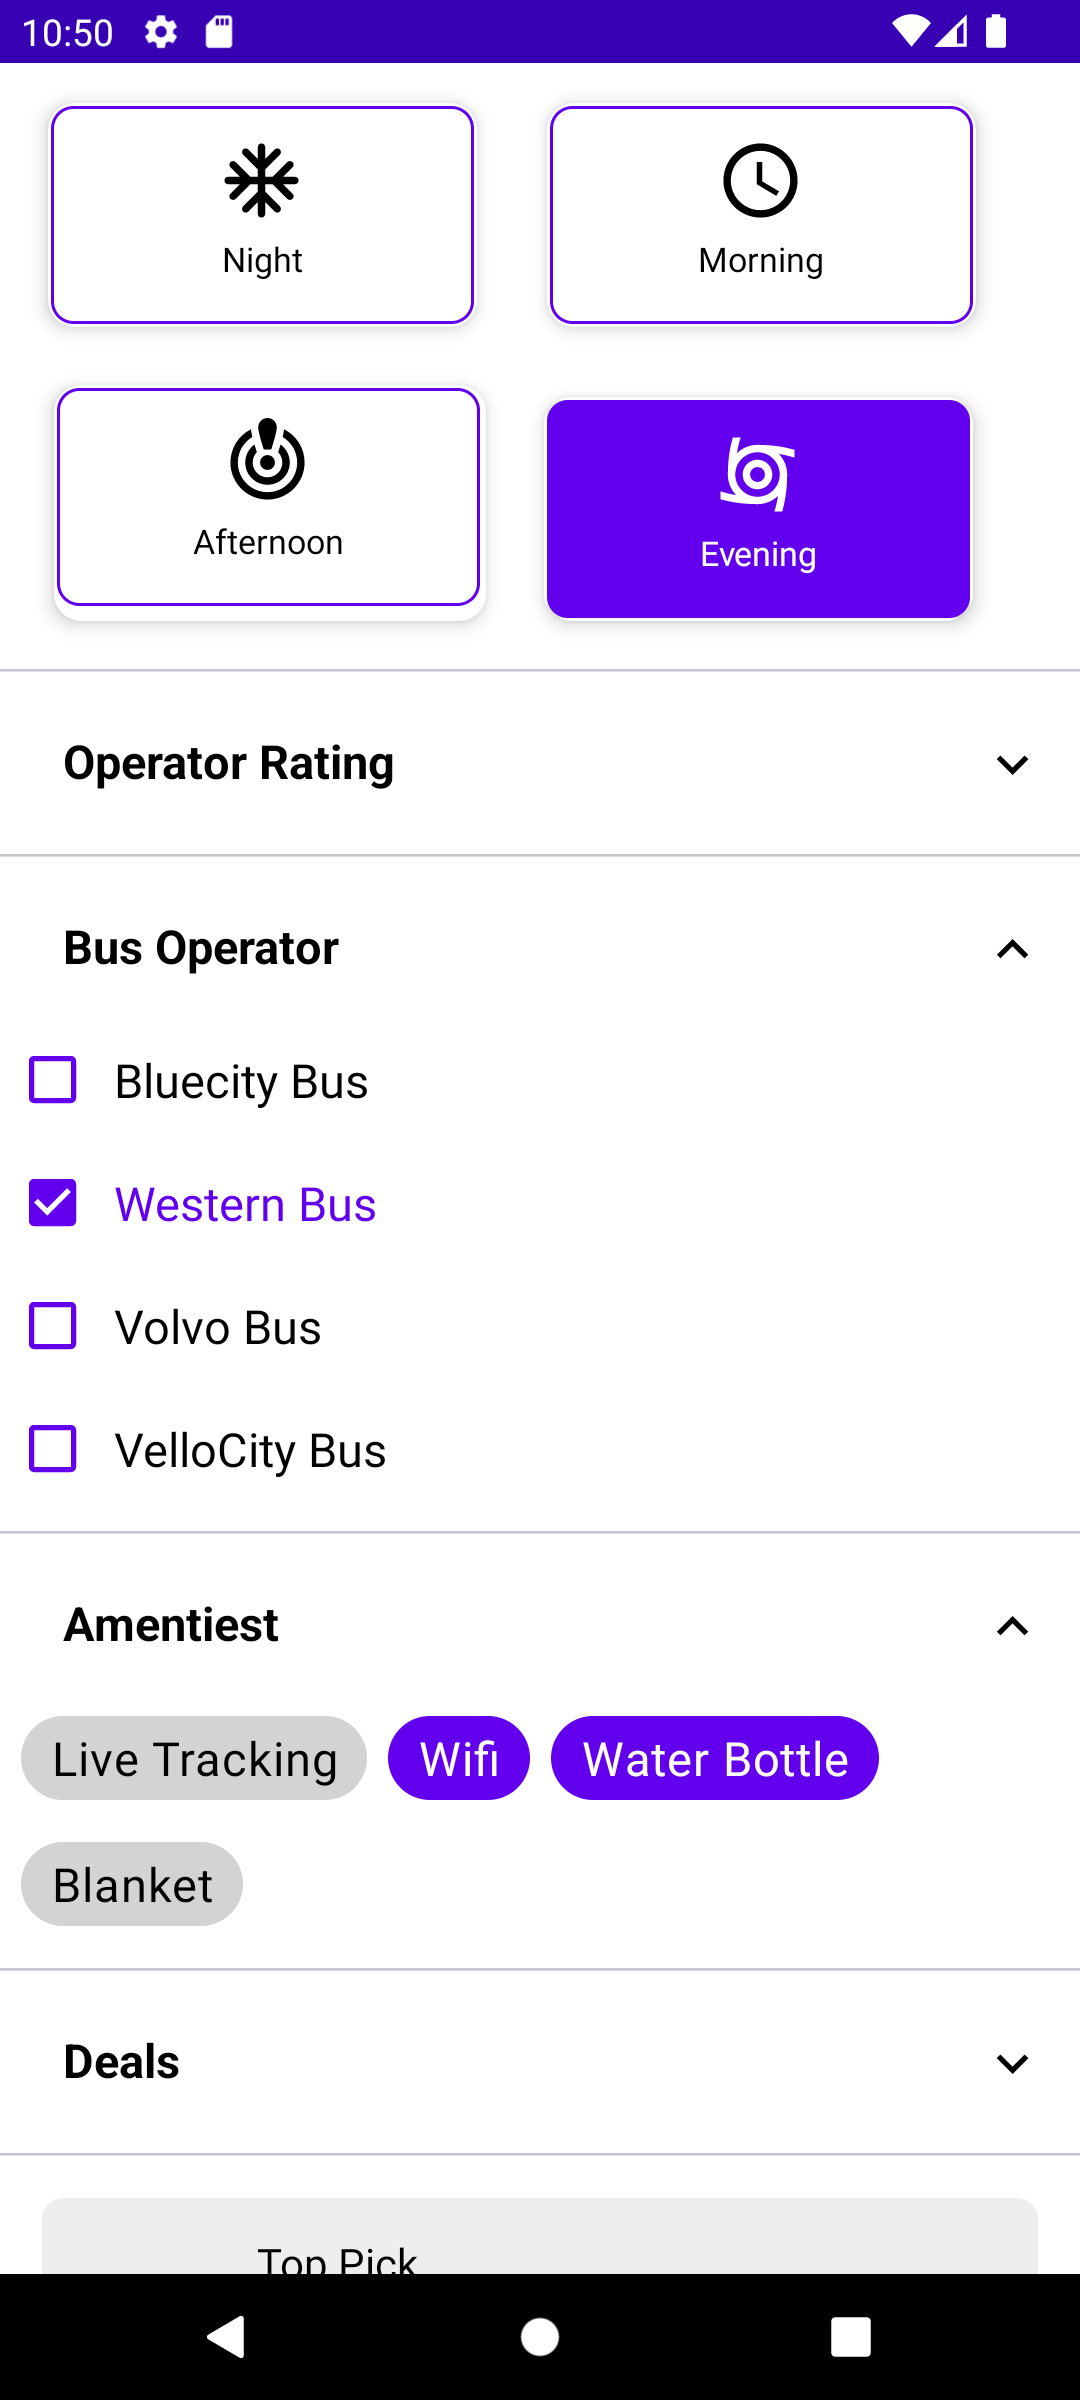 10:50
Night
Morning
Afternoon
Evening
Operator Rating
Bus Operator
Bluecity Bus
Western Bus
Volvo Bus
VelloCity Bus
Amentiest
Live Tracking
Wifi
Water Bottle
Blanket
Deals
Top Pick